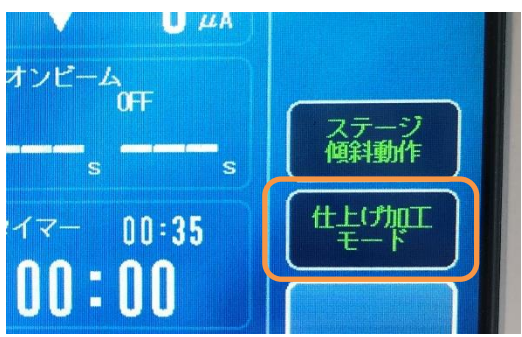 0 μA
オンビーム
OFF
--- s --- s
ステージ
傾斜動作
仕上げ加工
モード
イマー 00:35
00:00